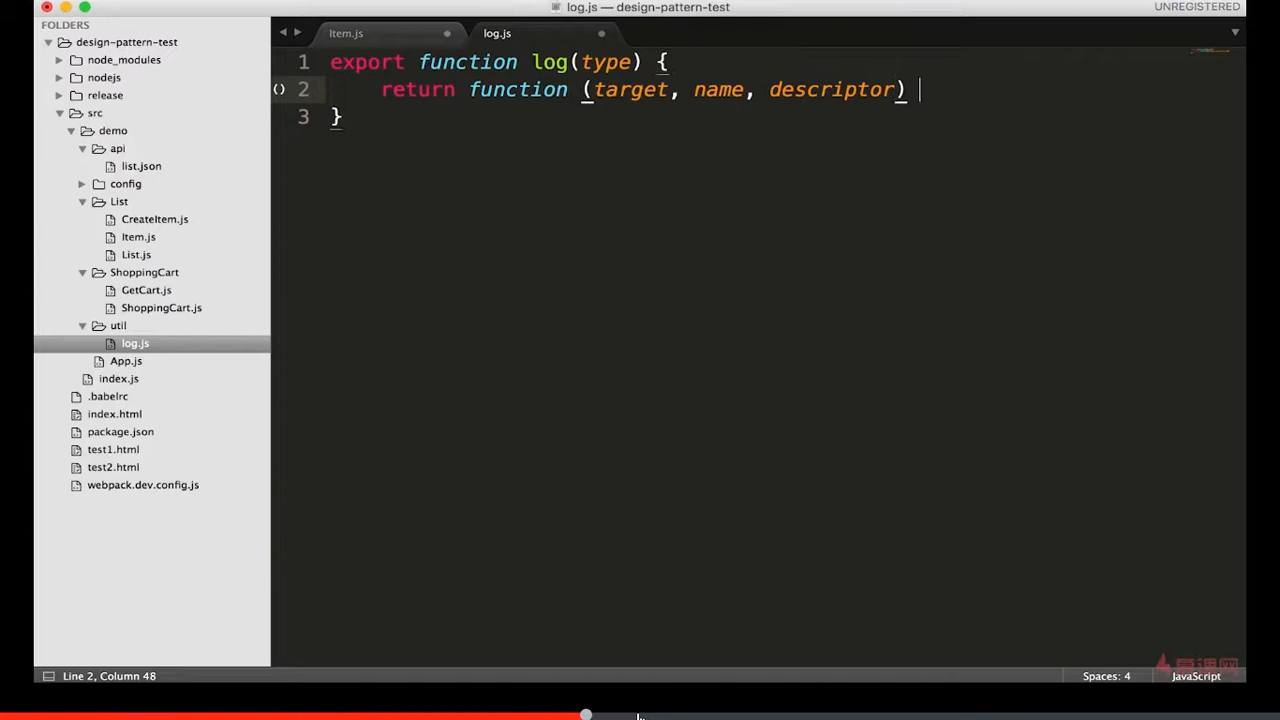 log.js — design-pattern-test
UNREGISTERED
FOLDERS
design-pattern-test
node_modules
nodejs
release
src
demo
api
list.json
config
List
CreateItem.js
Item.js
List.js
ShoppingCart
GetCart.js
ShoppingCart.js
util
log.js
App.js
index.js
.babelrc
index.html
package.json
test1.html
test2.html
webpack.dev.config.js
Item.js
log.js
1 export function log(type) {
() 2 return function (target, name, descriptor)
3 }
慕课网
Line 2, Column 48
Spaces: 4
JavaScript